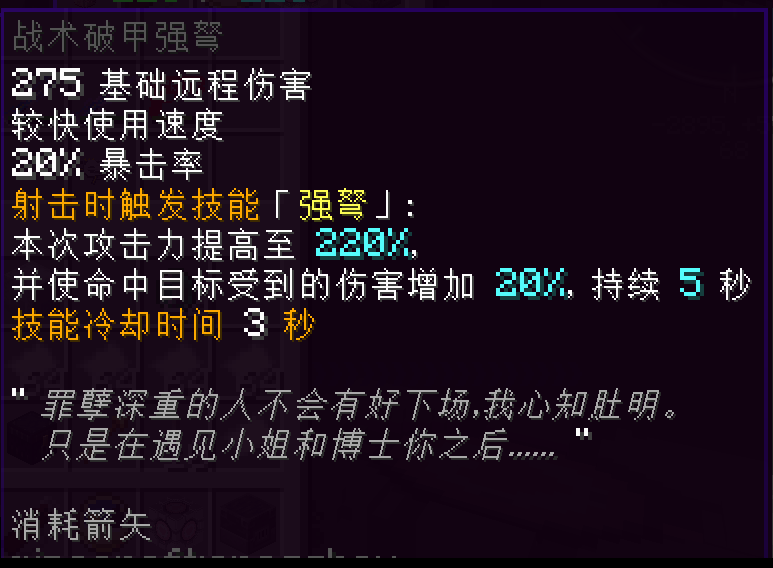 战术破甲强弩
275 基础远程伤害
较快使用速度
20% 暴击率
射击时触发技能「强弩」:
本次攻击力提高至 220%,
并使命中目标受到的伤害增加 20%, 持续 5 秒
技能冷却时间 3 秒
" 罪孽深重的人不会有好下场,我心知肚明。
只是在遇见小姐和博士你之后…… "
消耗箭矢